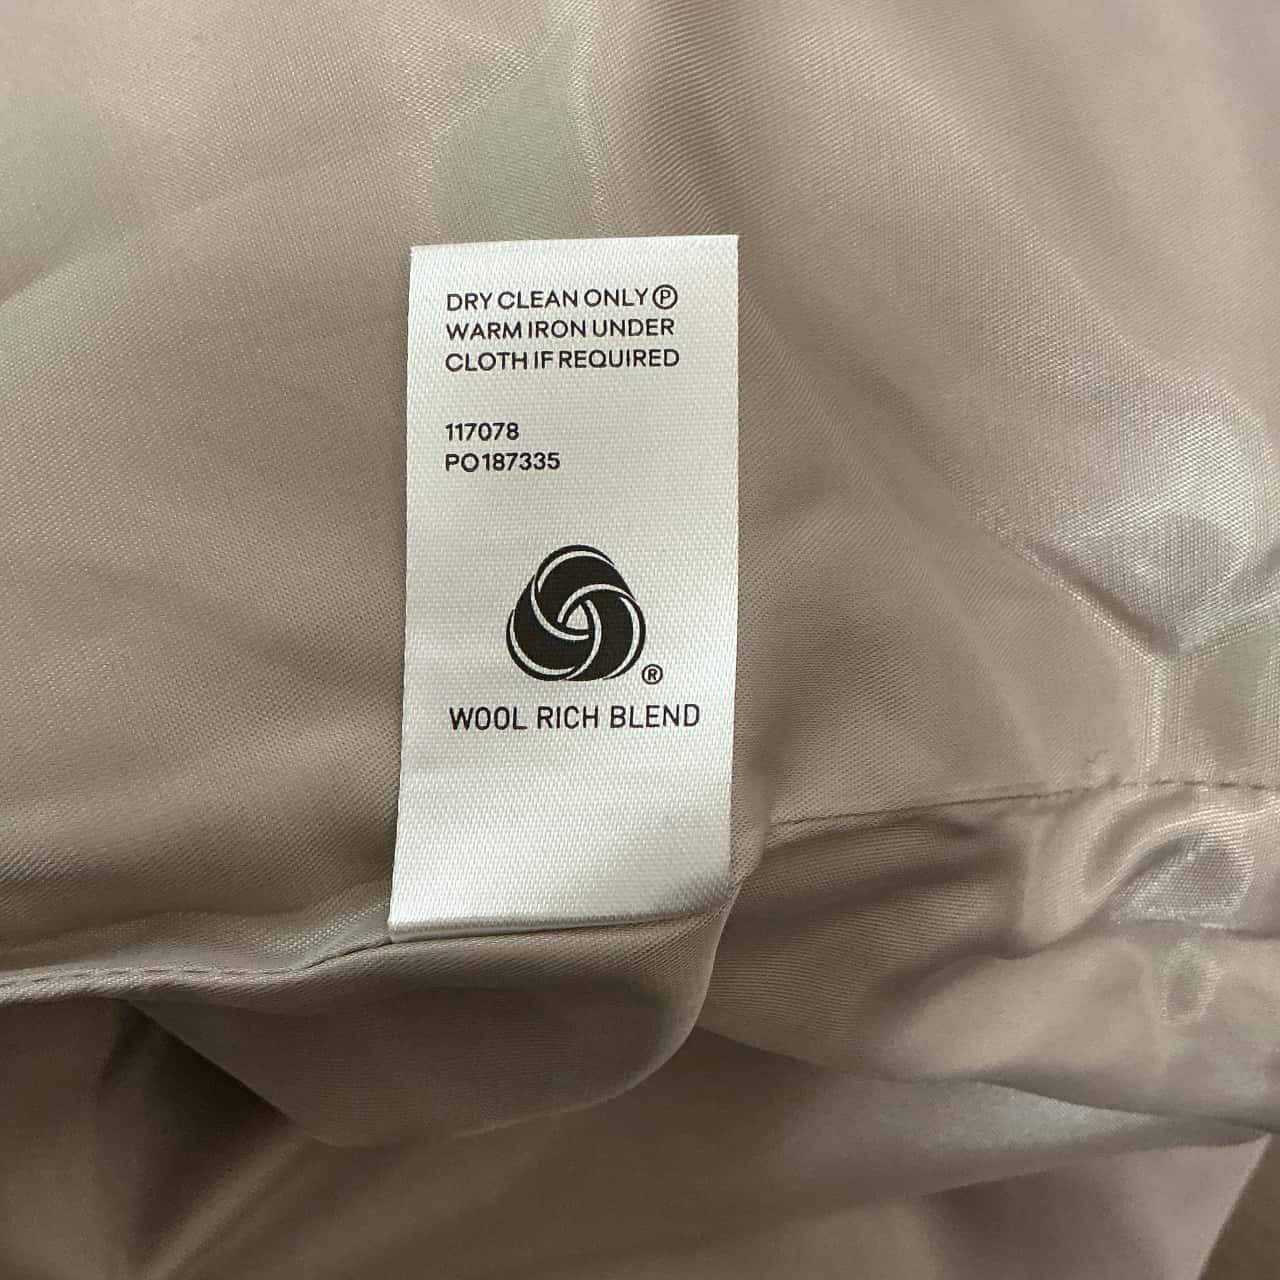 DRY CLEAN ONLY Ⓟ
WARM IRON UNDER
CLOTH IF REQUIRED
117078
PO187335
®
WOOL RICH BLEND